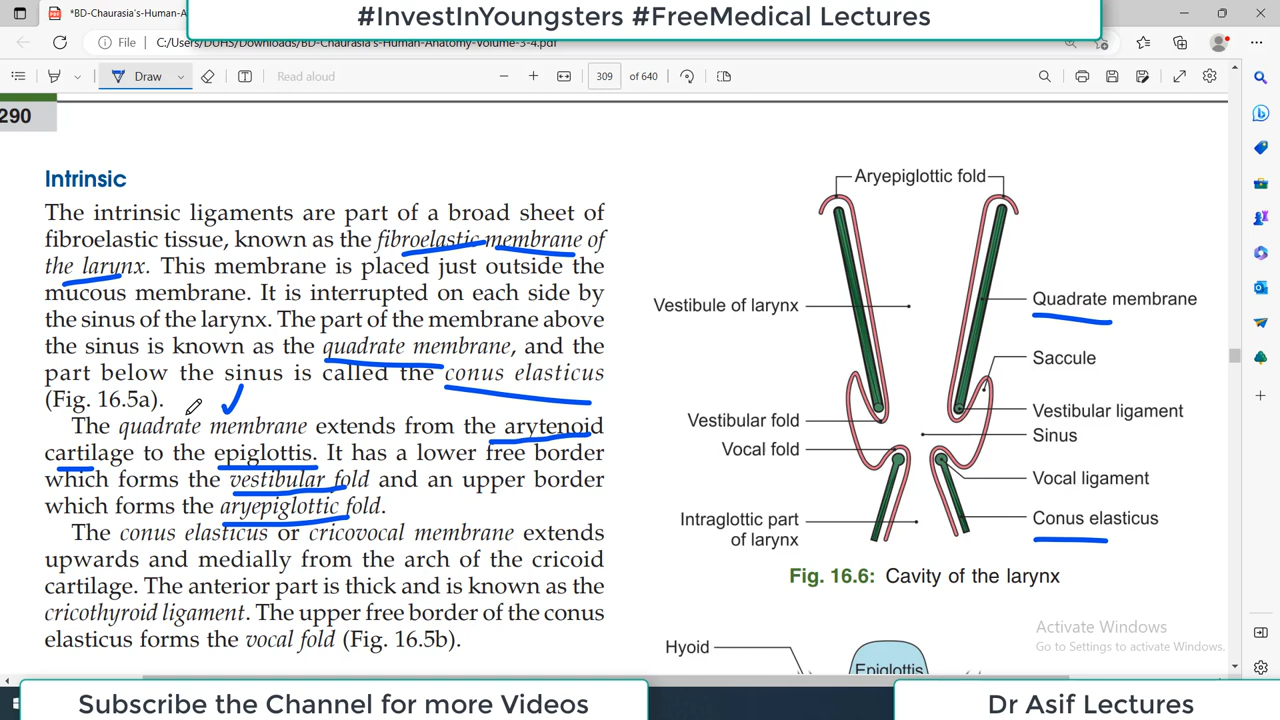 #InvestInYoungsters #FreeMedical Lectures
*BD-Chaurasia's-Human-A
File
C:/Users/DUHS/Downloads/BD-Chaurasia's-Human-Anatomy-Volume-3-4.pdf
Draw
Read aloud
309
of 640
290
Intrinsic
The intrinsic ligaments are part of a broad sheet of
fibroelastic tissue, known as the fibroelastic membrane of
the larynx. This membrane is placed just outside the
mucous membrane. It is interrupted on each side by
the sinus of the larynx. The part of the membrane above
the sinus is known as the quadrate membrane, and the
part below the sinus is called the conus elasticus
(Fig. 16.5a).
The quadrate membrane extends from the arytenoid
cartilage to the epiglottis. It has a lower free border
which forms the vestibular fold and an upper border
which forms the aryepiglottic fold.
The conus elasticus or cricovocal membrane extends
upwards and medially from the arch of the cricoid
cartilage. The anterior part is thick and is known as the
cricothyroid ligament. The upper free border of the conus
elasticus forms the vocal fold (Fig. 16.5b).
Aryepiglottic fold
Vestibule of larynx
Quadrate membrane
Saccule
Vestibular fold
Vestibular ligament
Sinus
Vocal fold
Vocal ligament
Intraglottic part
of larynx
Conus elasticus
Fig. 16.6: Cavity of the larynx
Hyoid
Epiglottis
Activate Windows
Go to Settings to activate Windows.
Subscribe the Channel for more Videos
Dr Asif Lectures